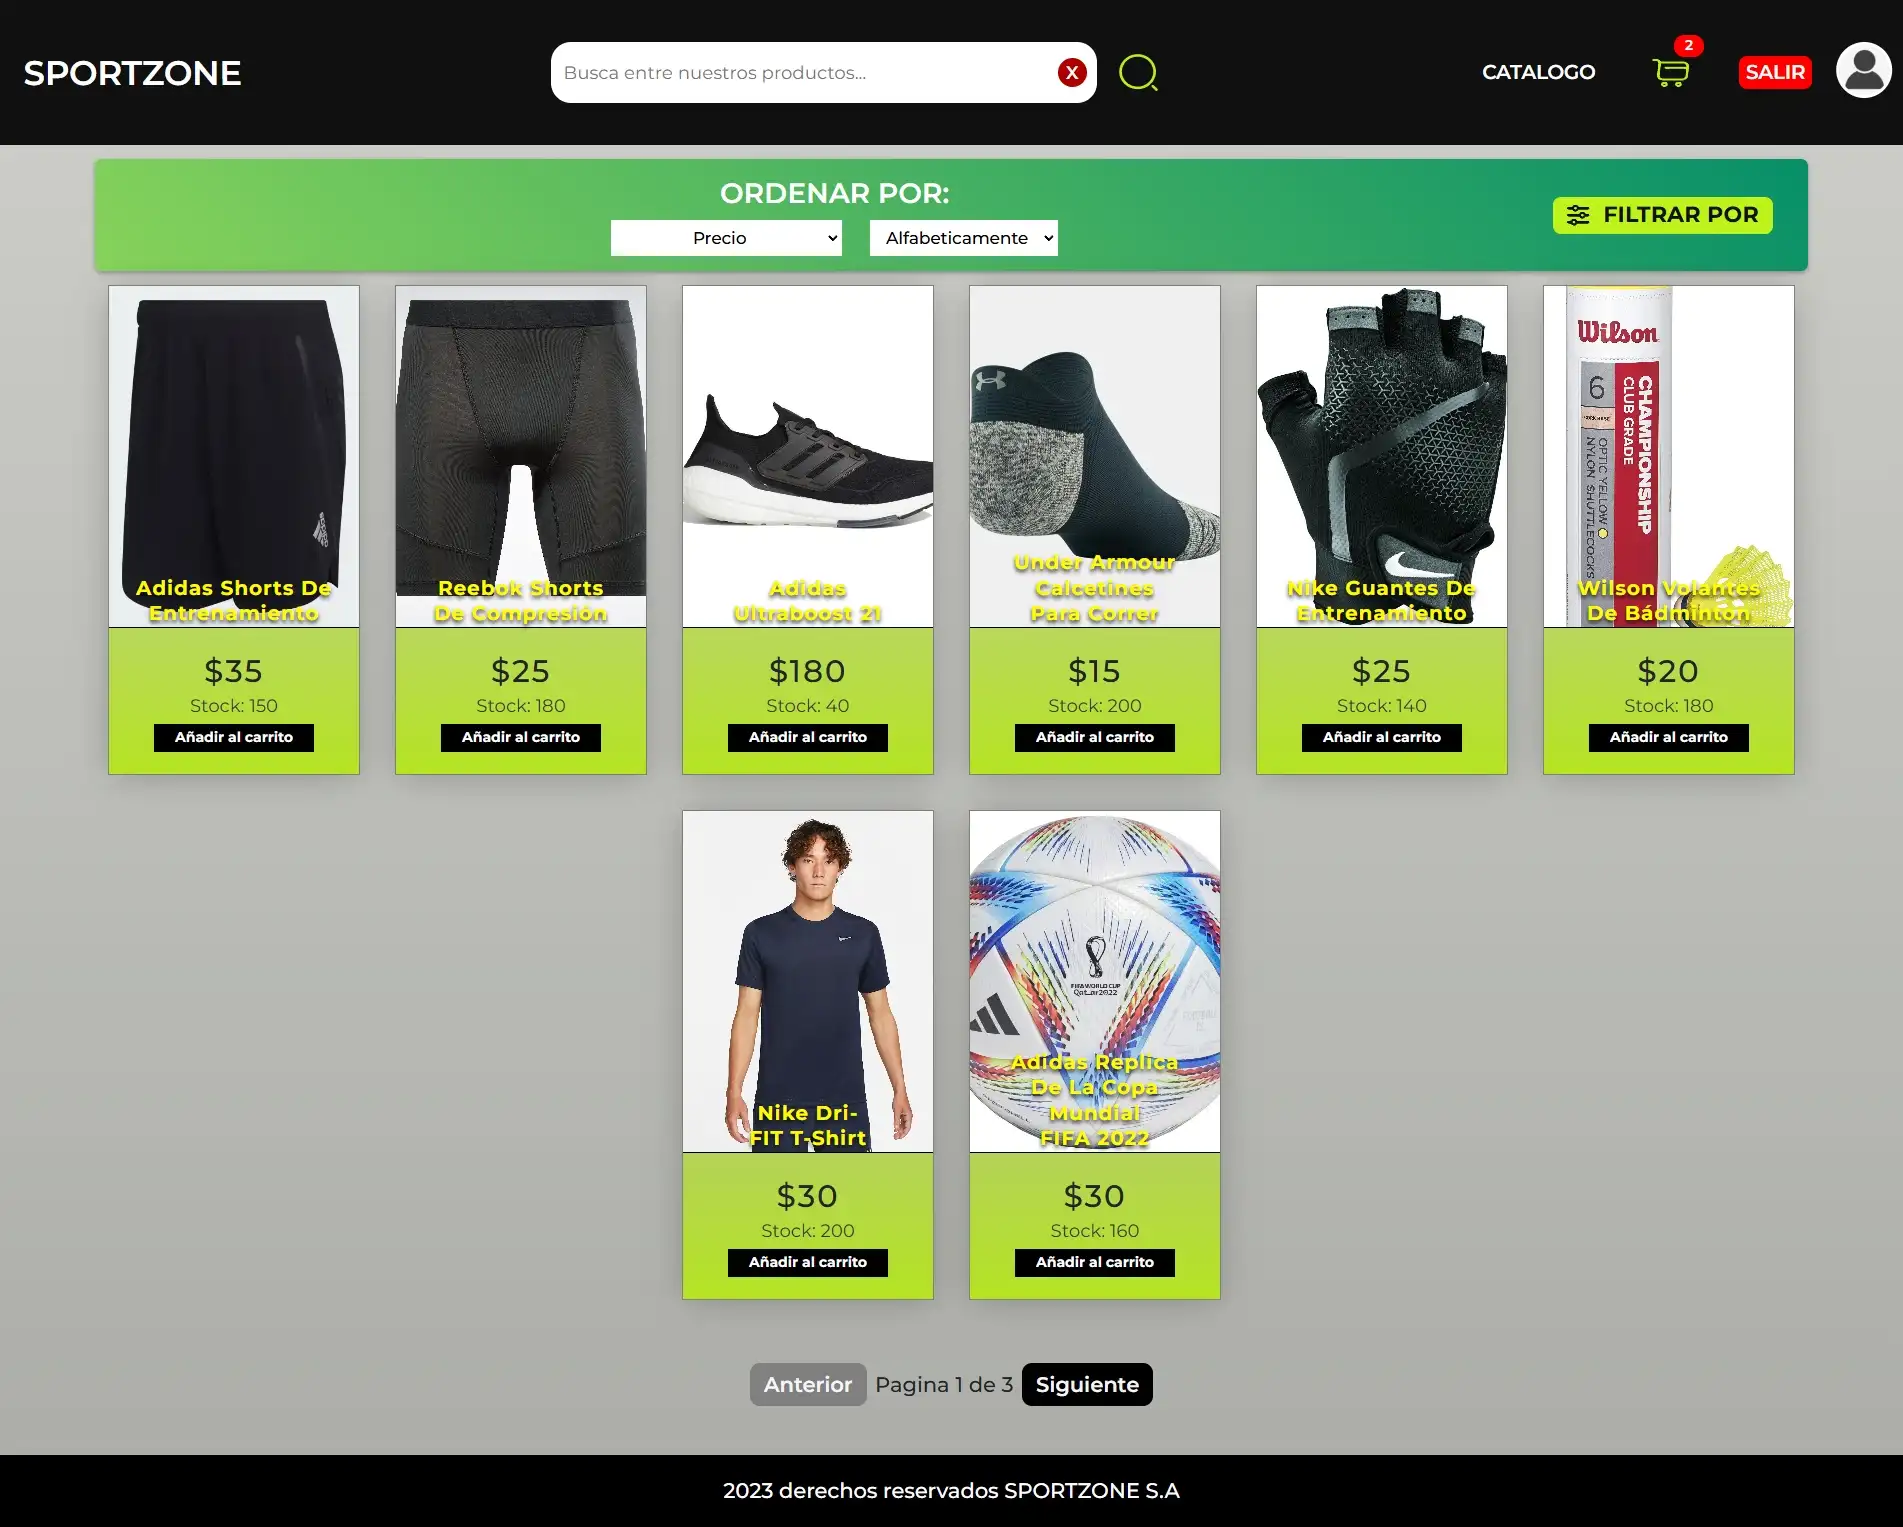 SPORTZONE
Busca entre nuestros productos...
X
CATALOGO
2
SALIR
ORDENAR POR:
Precio
Alfabeticamente
FILTRAR POR
Adidas Shorts De
Entrenamiento
$35
Stock: 150
Añadir al carrito
Reebok Shorts
De Compresión
$25
Stock: 180
Añadir al carrito
Adidas
Ultraboost 21
$180
Stock: 40
Añadir al carrito
Under Armour
Calcetines
Para Correr
$15
Stock: 200
Añadir al carrito
Nike Guantes De
Entrenamiento
$25
Stock: 140
Añadir al carrito
Wilson
6
CHAMPIONSHIP
CLUB GRADE
OPTIC YELLOW
NYLON SHUTTLECOCKS
Wilson Volantes
De Bádminton
$20
Stock: 180
Añadir al carrito
Nike Dri-
FIT T-Shirt
$30
Stock: 200
Añadir al carrito
FIFA WORLD CUP
Qatar2022
Adidas Replica
De La Copa
Mundial
FIFA 2022
$30
Stock: 160
Añadir al carrito
Anterior
Pagina 1 de 3
Siguiente
2023 derechos reservados SPORTZONE S.A